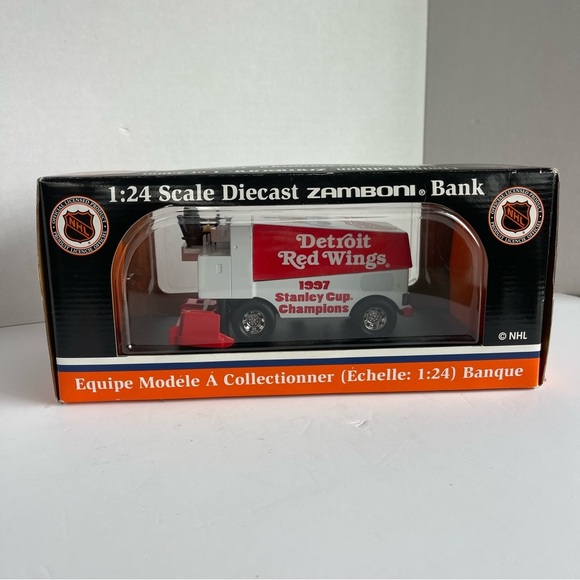 1:24 Scale Diecast ZAMBONI® Bank
NHL
NHL
Detroit
Red Wings®
1997
Stanley Cup®
Champions
© NHL
Equipe Modéle Á Collectionner (Échelle: 1:24) Banque